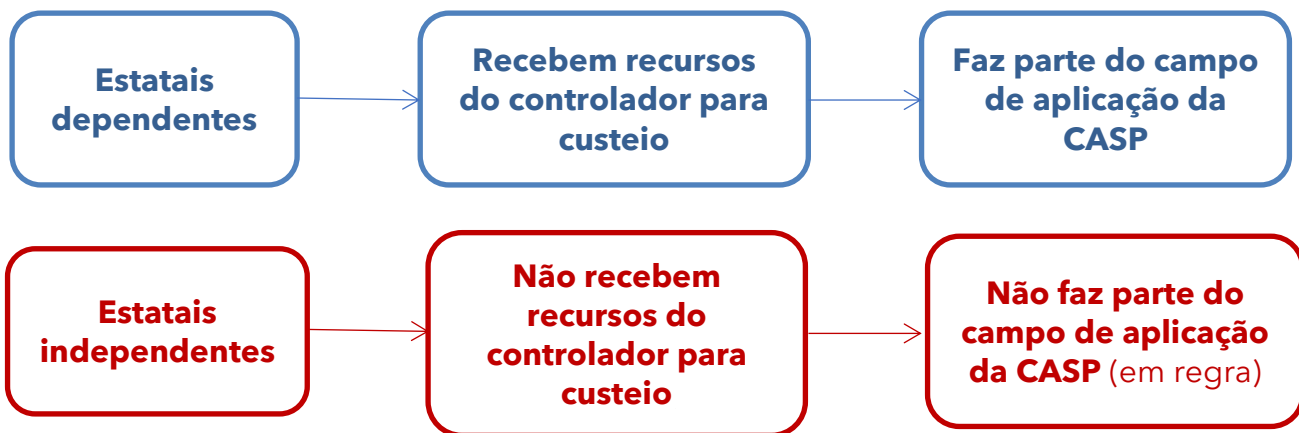 Estatais
dependentes
Recebem recursos
do controlador para
custeio
Faz parte do campo
de aplicação da
CASP
Estatais
independentes
Não recebem
recursos do
controlador para
custeio
Não faz parte do
campo de aplicação
da CASP (em regra)